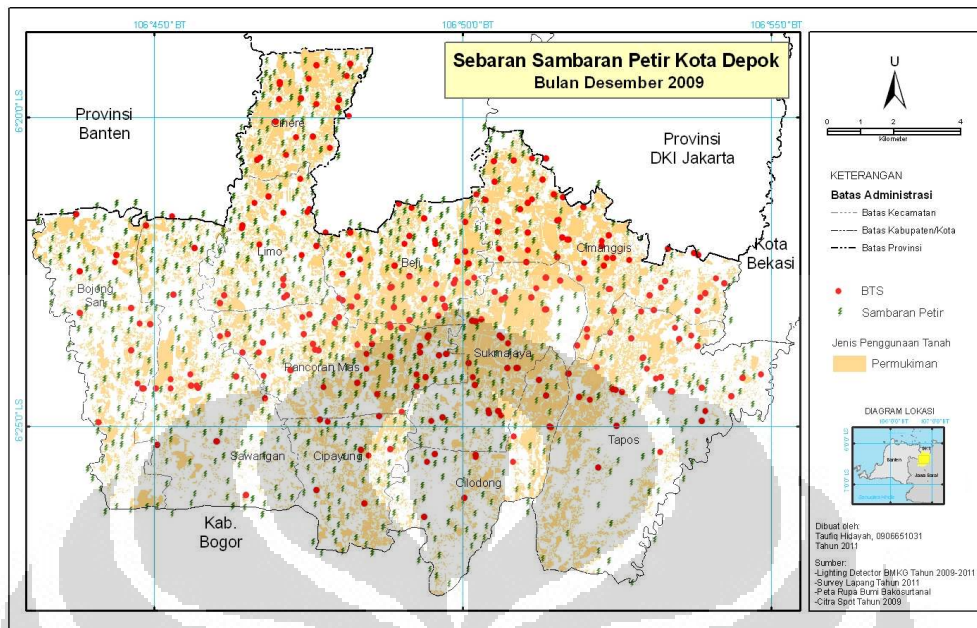 106°45'0" BT
106°50'0" BT
106°55'0" BT
Sebaran Sambaran Petir Kota Depok
Bulan Desember 2009
Provinsi
Banten
Provinsi
DKI Jakarta
Kota
Bekasi
Kab.
Bogor
6°20'0" LS
6°25'0" LS
Cinere
Limo
Beji
Cimanggis
Bojong
Sari
Pancoran Mas
Sukmajaya
Sawangan
Cipayung
Cilodong
Tapos
U
0 1 2 4
Kilometer
KETERANGAN
Batas Administrasi
Batas Kecamatan
Batas Kabupaten/Kota
Batas Provinsi
BTS
Sambaran Petir
Jenis Penggunaan Tanah
Permukiman
DIAGRAM LOKASI
Banten
Jawa Barat
Dibuat oleh:
Taufiq Hidayah, 0906651031
Tahun 2011
Sumber:
-Lighting Detector BMKG Tahun 2009-2011
-Survey Lapang Tahun 2011
-Peta Rupa Bumi Bakosurtanal
-Citra Spot Tahun 2009